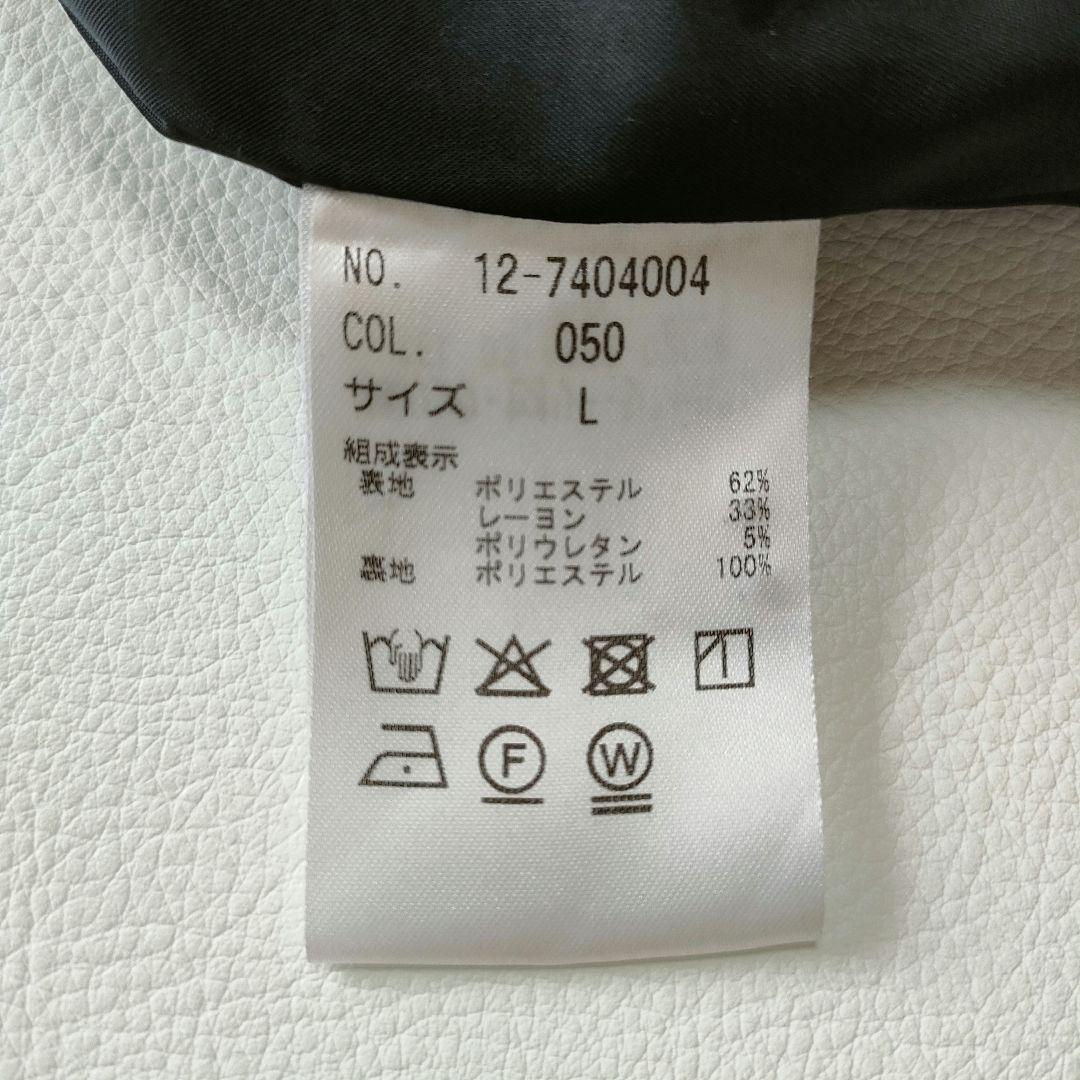 NO. 12-7404004
COL. 050
サイズ L
組成表示
表地 ポリエステル 62%
レーヨン 33%
ポリウレタン 5%
裏地 ポリエステル 100%
F W